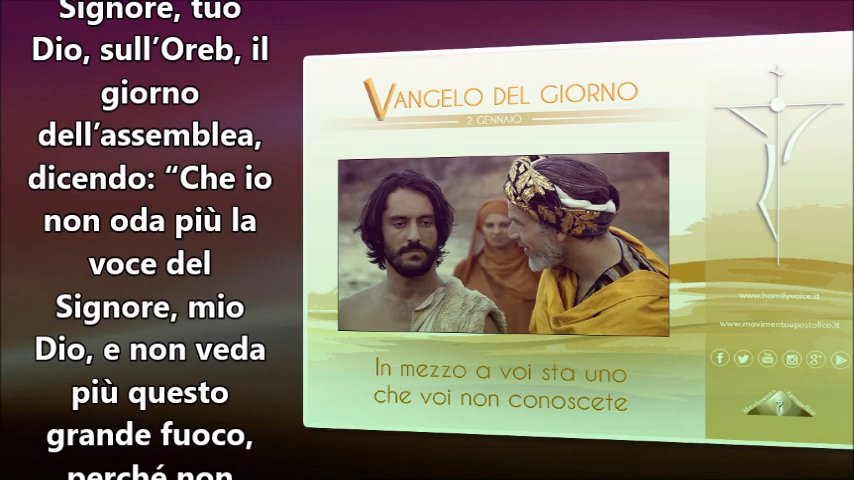 Signore, tuo
Dio, sull’Oreb, il
giorno
dell’assemblea,
dicendo: “Che io
non oda più la
voce del
Signore, mio
Dio, e non veda
più questo
grande fuoco,
perché non
VANGELO DEL GIORNO
2 GENNAIO
In mezzo a voi sta uno
che voi non conoscete
www.homilyvoice.it
www.movimentoapostolico.it